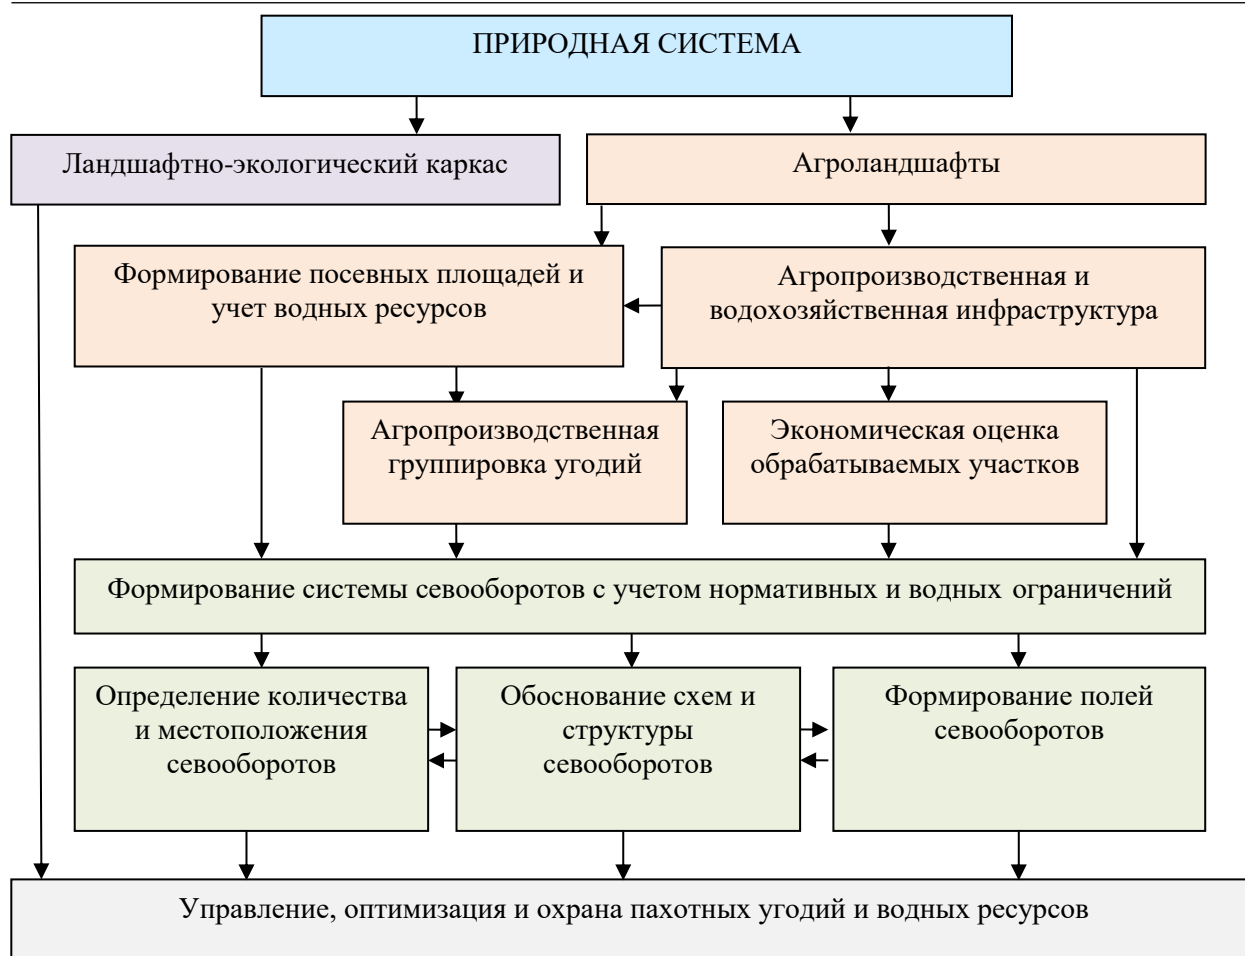 ПРИРОДНАЯ СИСТЕМА
Ландшафтно-экологический каркас
Агроландшафты
Формирование посевных площадей и
учет водных ресурсов
Агропроизводственная и
водохозяйственная инфраструктура
Агропроизводственная
группировка угодий
Экономическая оценка
обрабатываемых участков
Формирование системы севооборотов с учетом нормативных и водных ограничений
Определение количества
и местоположения
севооборотов
Обоснование схем и
структуры
севооборотов
Формирование полей
севооборотов
Управление, оптимизация и охрана пахотных угодий и водных ресурсов